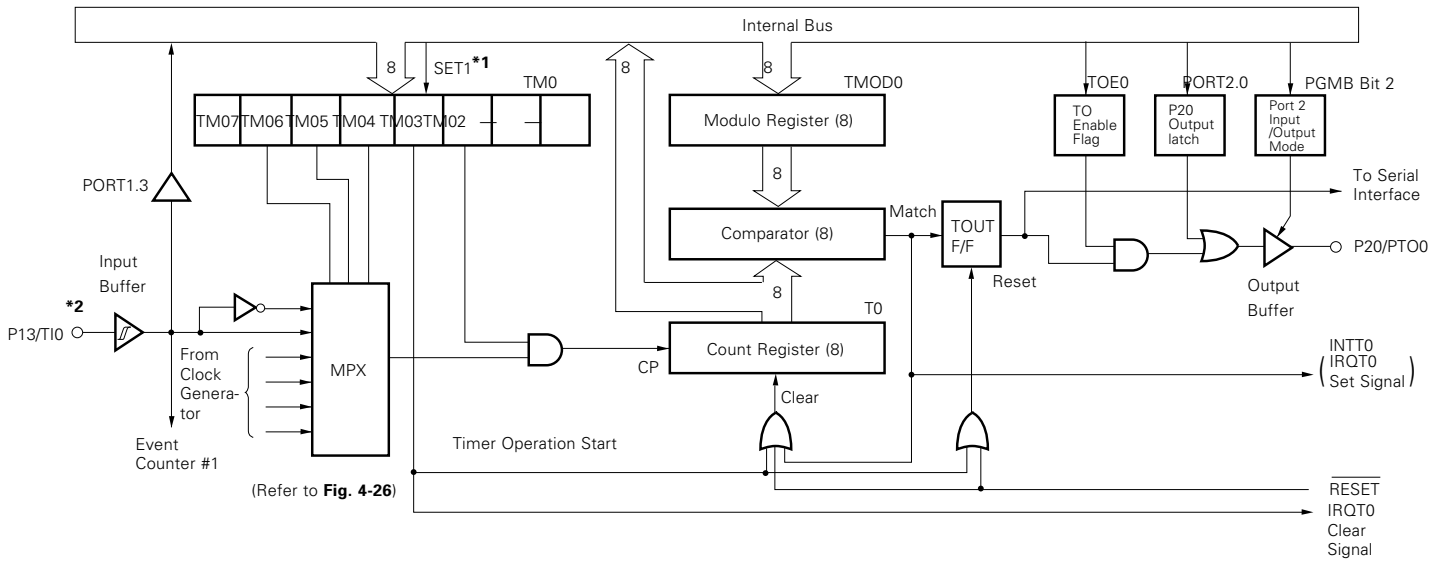 Internal Bus
8
SET1*1
TM0
8
8
TMOD0
TOE0
PORT2.0
PGMB Bit 2
TM07 TM06 TM05 TM04 TM03 TM02 — —
Modulo Register (8)
TO
Enable
Flag
P20
Output
latch
Port 2
Input
/Output
Mode
PORT1.3
8
To Serial
Interface
Match
Comparator (8)
TOUT
F/F
P20/PTO0
Input
Buffer
Reset
Output
Buffer
*2
P13/TI0
8
T0
From
Clock
Genera-
tor
MPX
CP
Count Register (8)
INTT0
IRQT0
Set Signal
Clear
Event
Counter #1
Timer Operation Start
(Refer to Fig. 4-26)
RESET
IRQT0
Clear
Signal